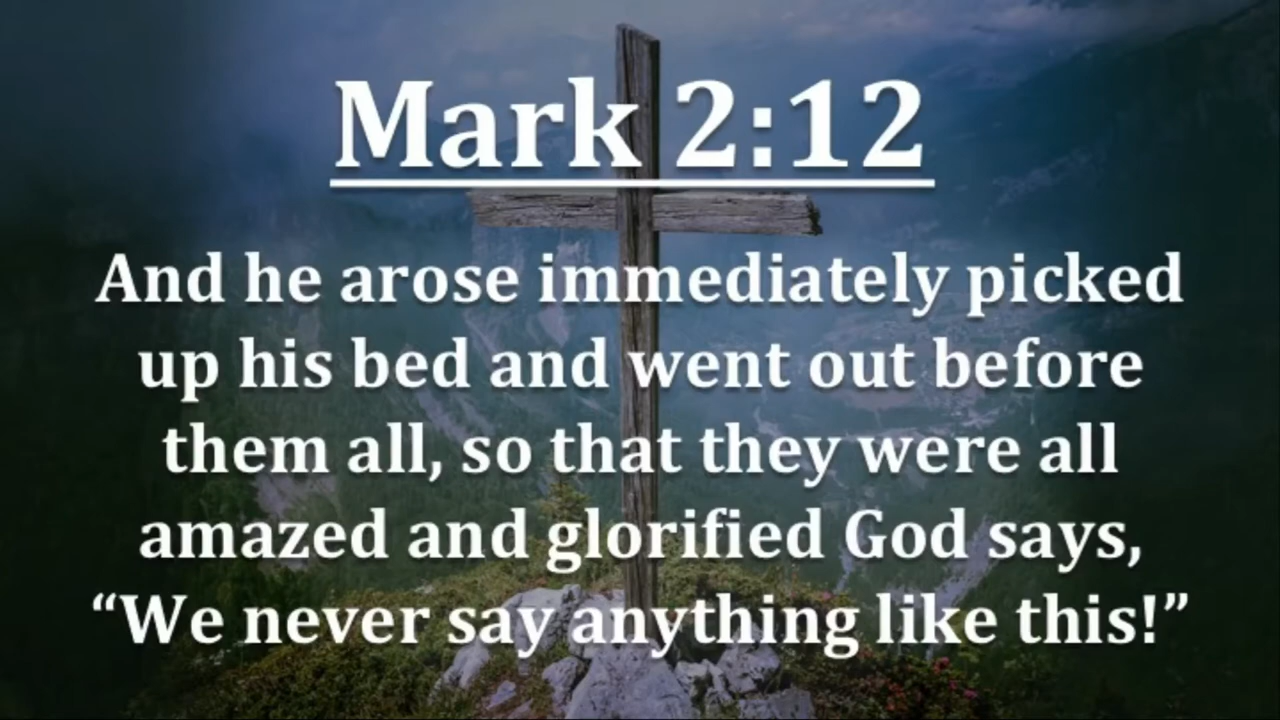 Mark 2:12
And he arose immediately picked
up his bed and went out before
them all, so that they were all
amazed and glorified God says,
“We never say anything like this!”